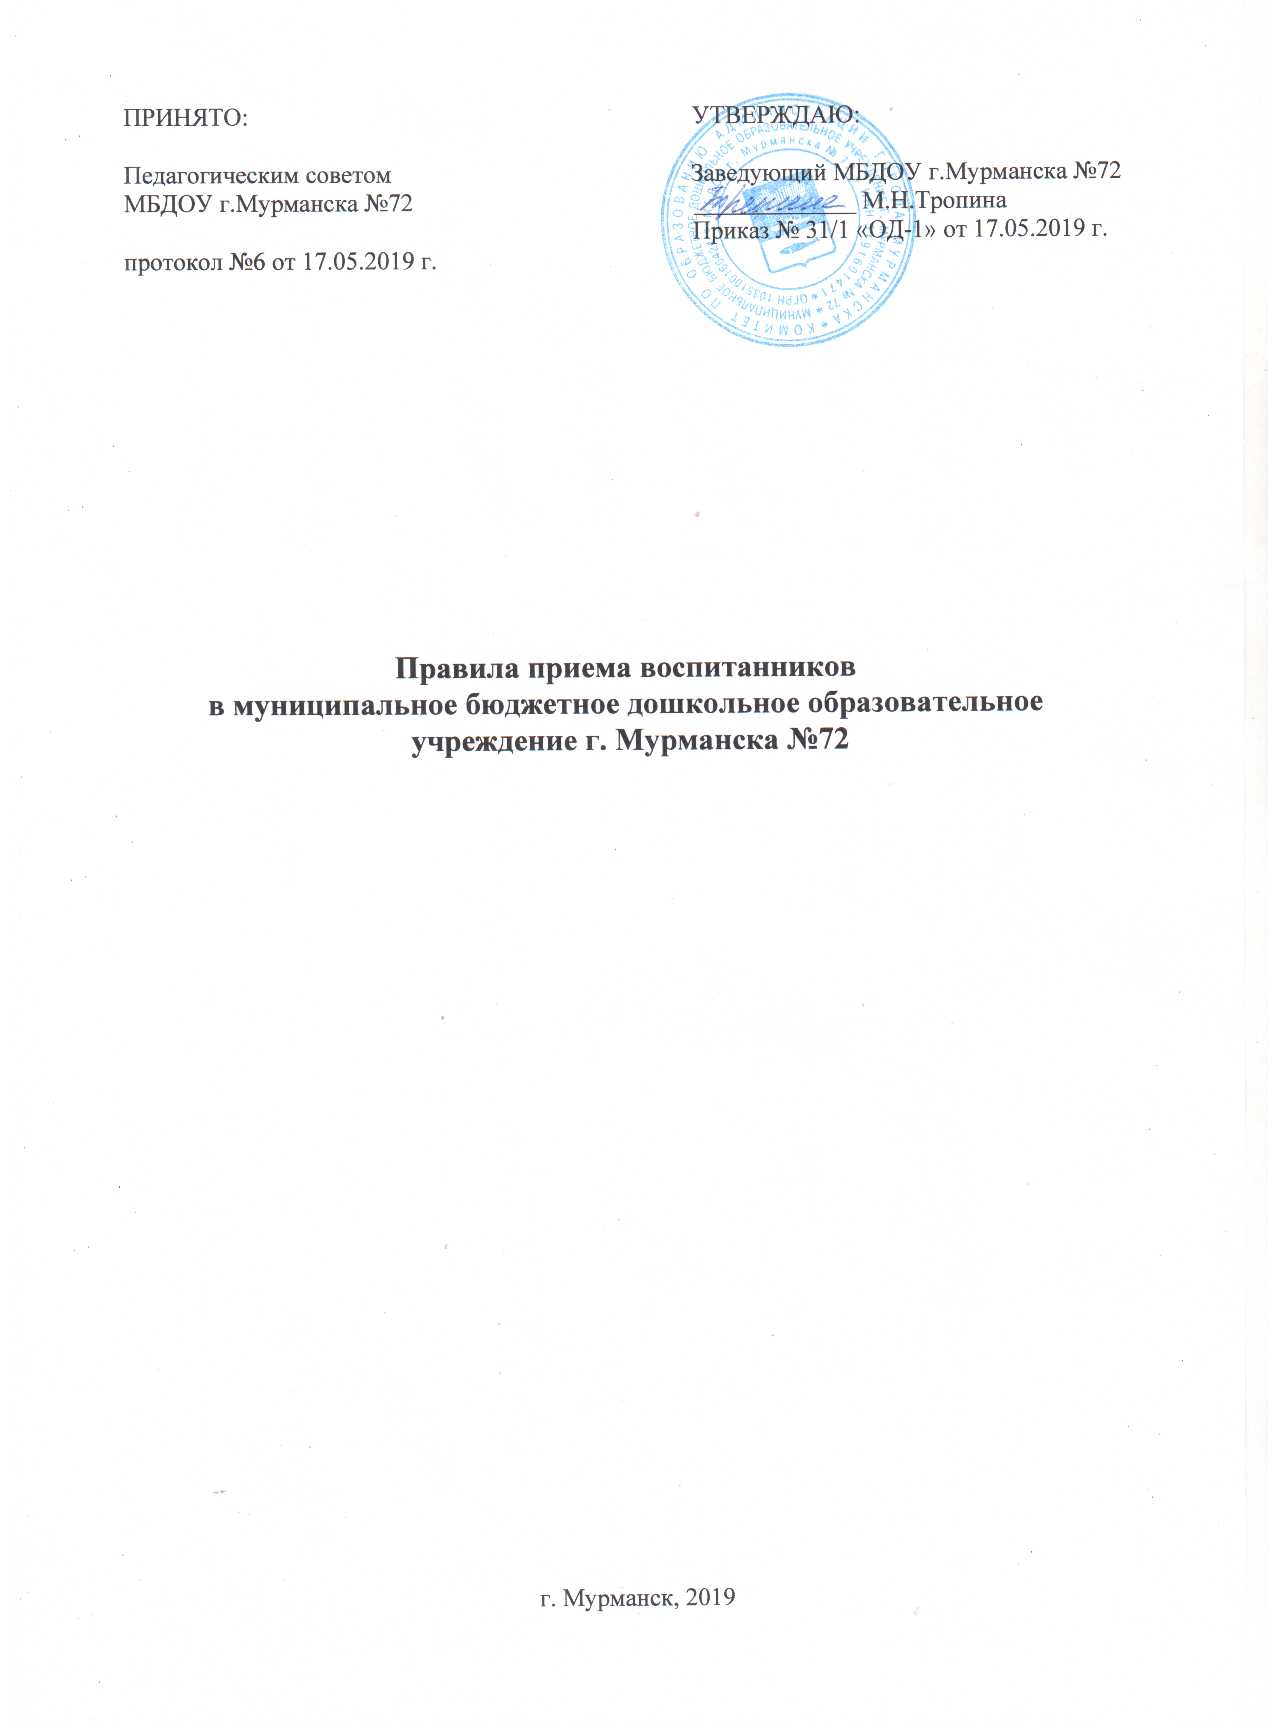 ПРИНЯТО:
Педагогическим советом
МБДОУ г.Мурманска №72
протокол №6 от 17.05.2019 г.
УТВЕРЖДАЮ:
Заведующий МБДОУ г.Мурманска №72
М.Н.Тропина
Приказ № 31/1 «ОД-1» от 17.05.2019 г.
Правила приема воспитанников
в муниципальное бюджетное дошкольное образовательное
учреждение г. Мурманска №72
г. Мурманск, 2019